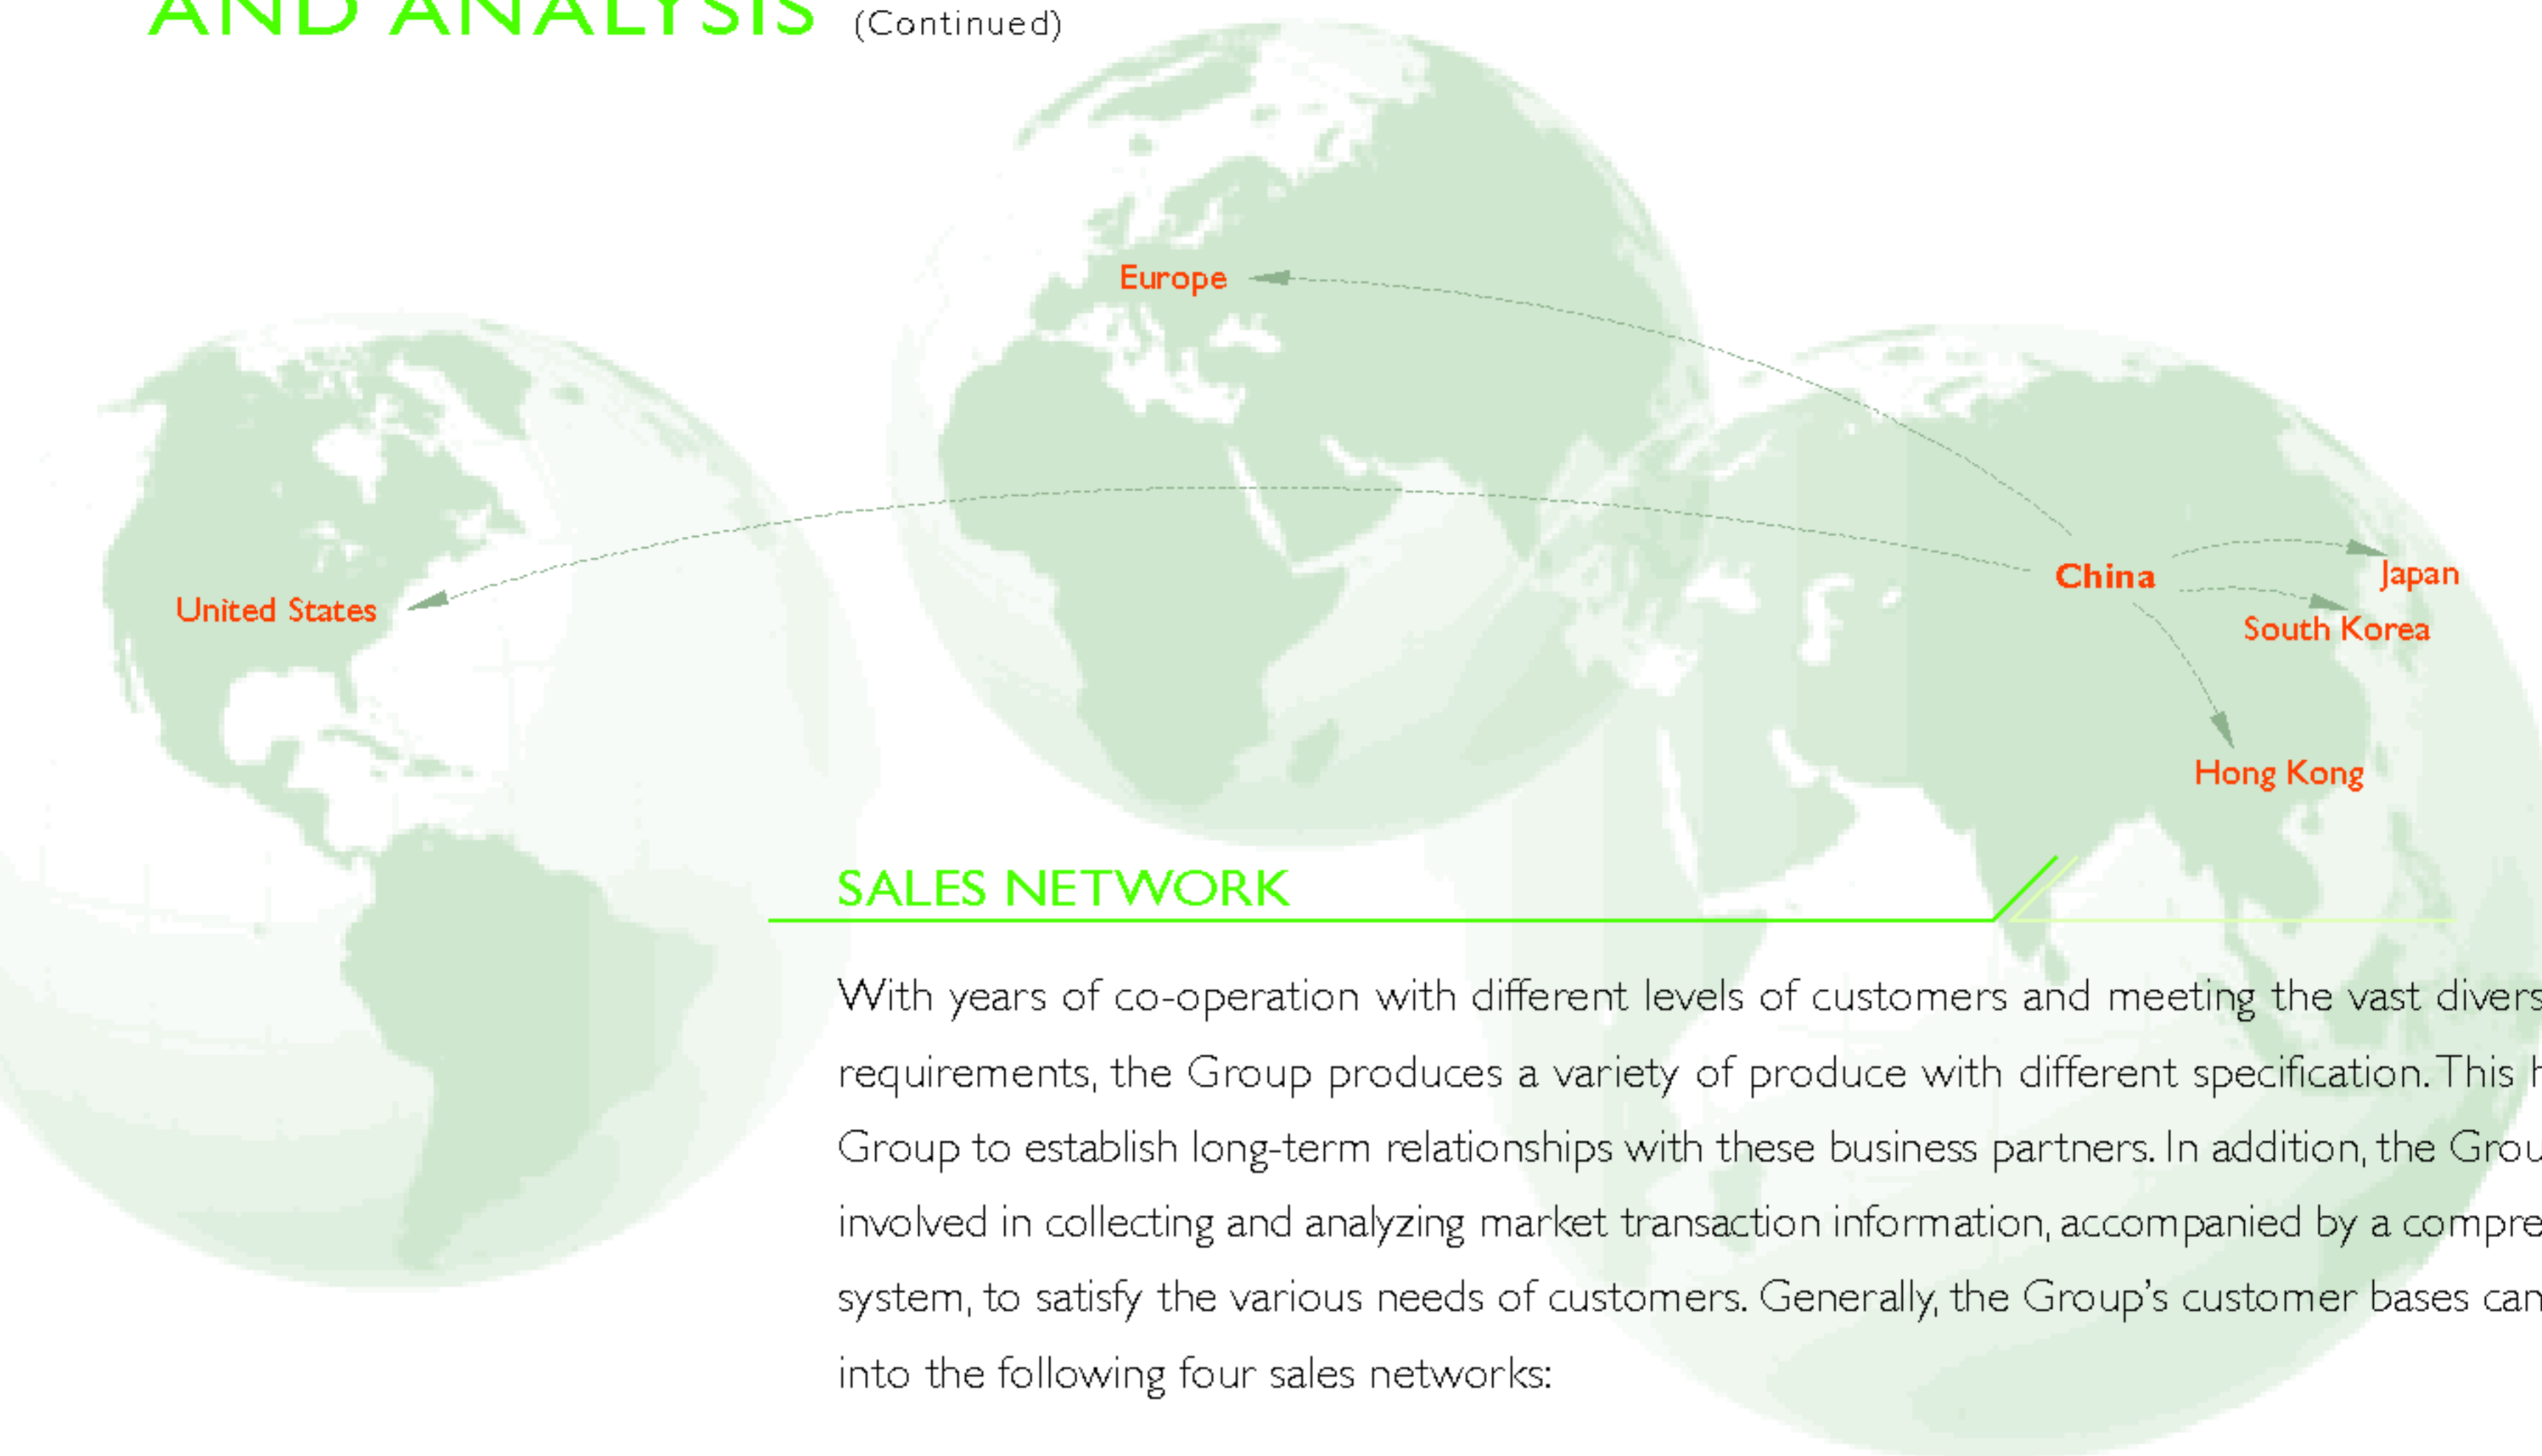 AND ANALYSIS (Continued)
Europe
United States
China
Japan
South Korea
Hong Kong
SALES NETWORK
With years of co-operation with different levels of customers and meeting the vast divers
requirements, the Group produces a variety of produce with different specification. This h
Group to establish long-term relationships with these business partners. In addition, the Grou
involved in collecting and analyzing market transaction information, accompanied by a compre
system, to satisfy the various needs of customers. Generally, the Group's customer bases can
into the following four sales networks: